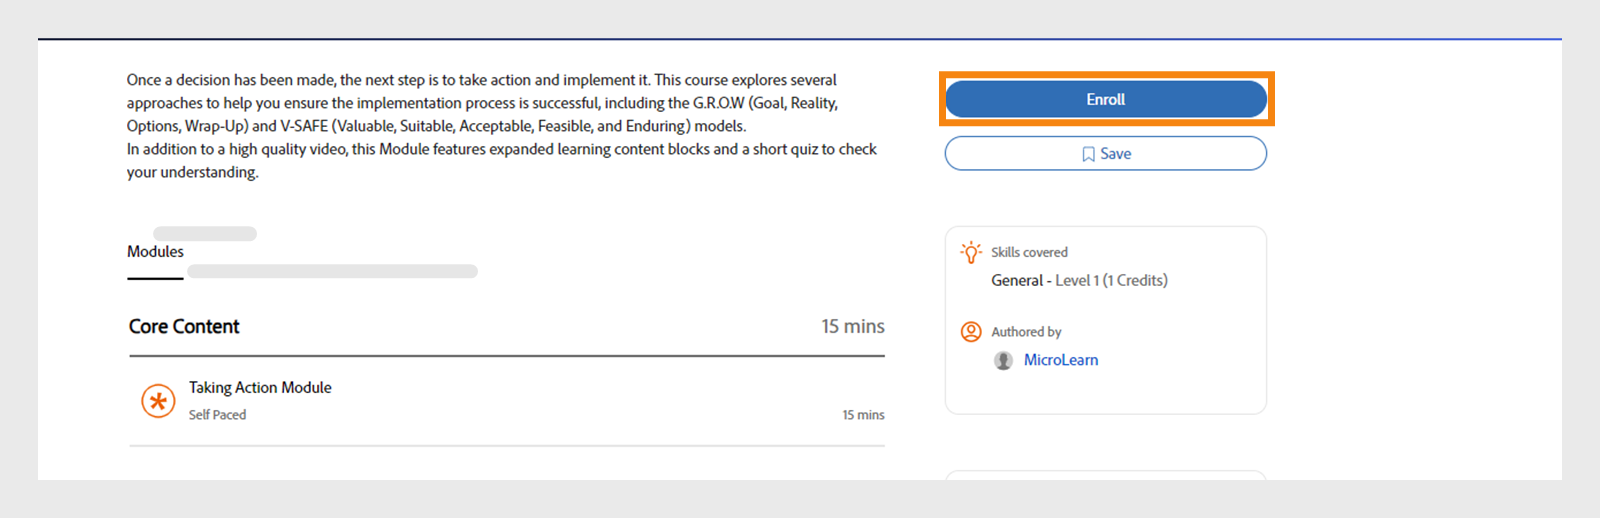 Once a decision has been made, the next step is to take action and implement it. This course explores several
approaches to help you ensure the implementation process is successful, including the G.R.O.W (Goal, Reality,
Options, Wrap-Up) and V-SAFE (Valuable, Suitable, Acceptable, Feasible, and Enduring) models.
In addition to a high quality video, this Module features expanded learning content blocks and a short quiz to check
your understanding.
Modules
Core Content
15 mins
Taking Action Module
Self Paced
15 mins
Enroll
Save
Skills covered
General - Level 1 (1 Credits)
Authored by
MicroLearn